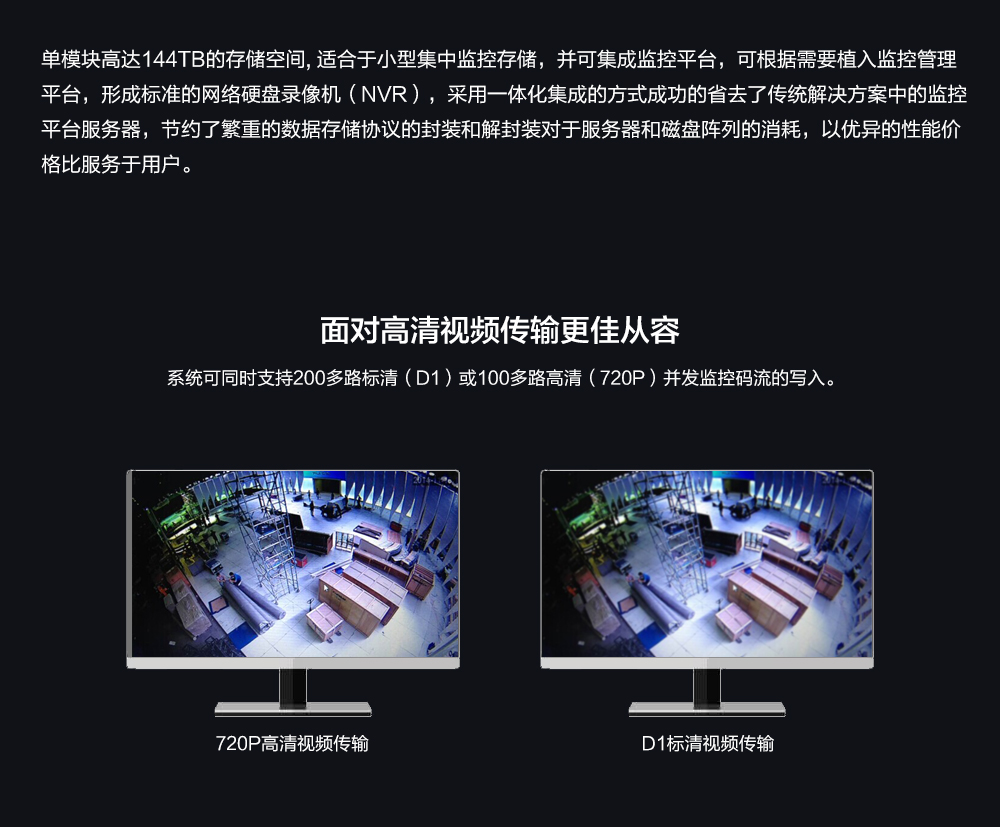 单模块高达144TB的存储空间, 适合于小型集中监控存储，并可集成监控平台，可根据需要植入监控管理
平台，形成标准的网络硬盘录像机（NVR），采用一体化集成的方式成功的省去了传统解决方案中的监控
平台服务器，节约了繁重的数据存储协议的封装和解封装对于服务器和磁盘阵列的消耗，以优异的性能价
格比服务于用户。
面对高清视频传输更佳从容
系统可同时支持200多路标清（D1）或100多路高清（720P）并发监控码流的写入。
720P高清视频传输
D1标清视频传输